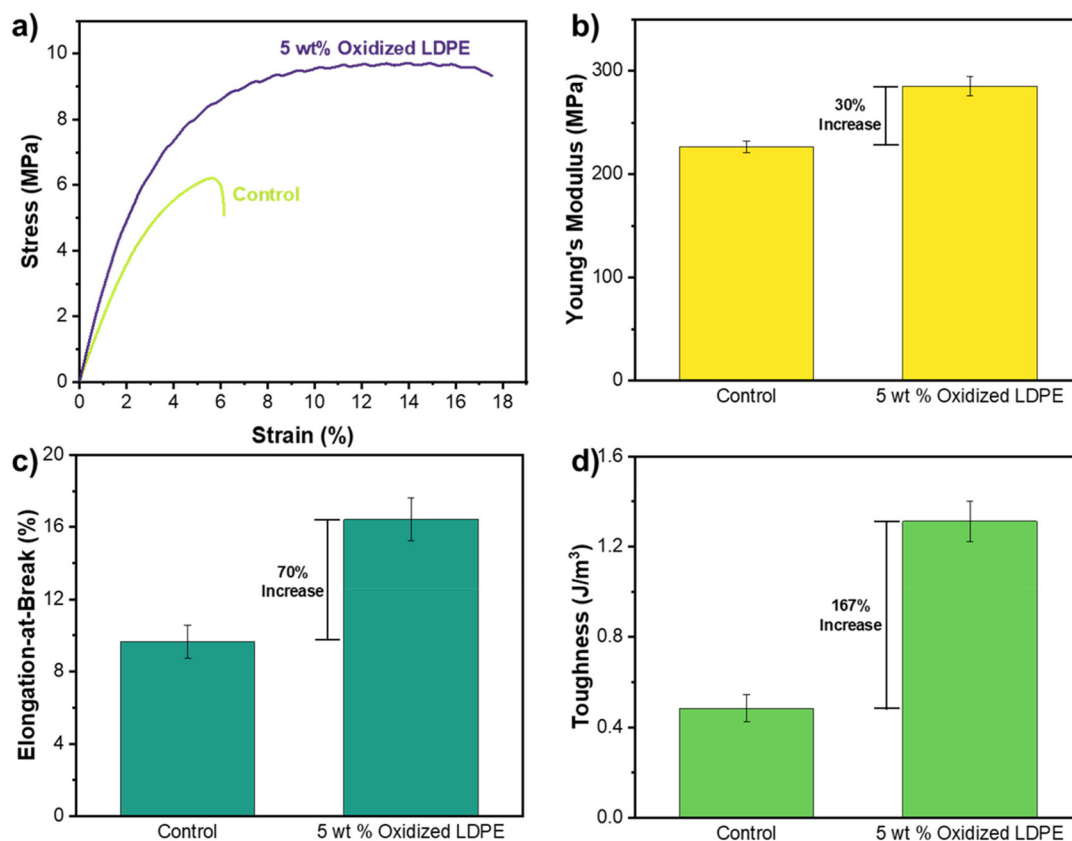 a)
5 wt% Oxidized LDPE
Control
Stress (MPa)
10
8
6
4
2
0
0 2 4 6 8 10 12 14 16 18
Strain (%)
b)
Young's Modulus (MPa)
300
200
100
0
30%
Increase
Control
5 wt % Oxidized LDPE
c)
Elongation-at-Break (%)
20
16
12
8
4
0
70%
Increase
Control
5 wt % Oxidized LDPE
d)
Toughness (J/m³)
1.6
1.2
0.8
0.4
0.0
167%
Increase
Control
5 wt % Oxidized LDPE